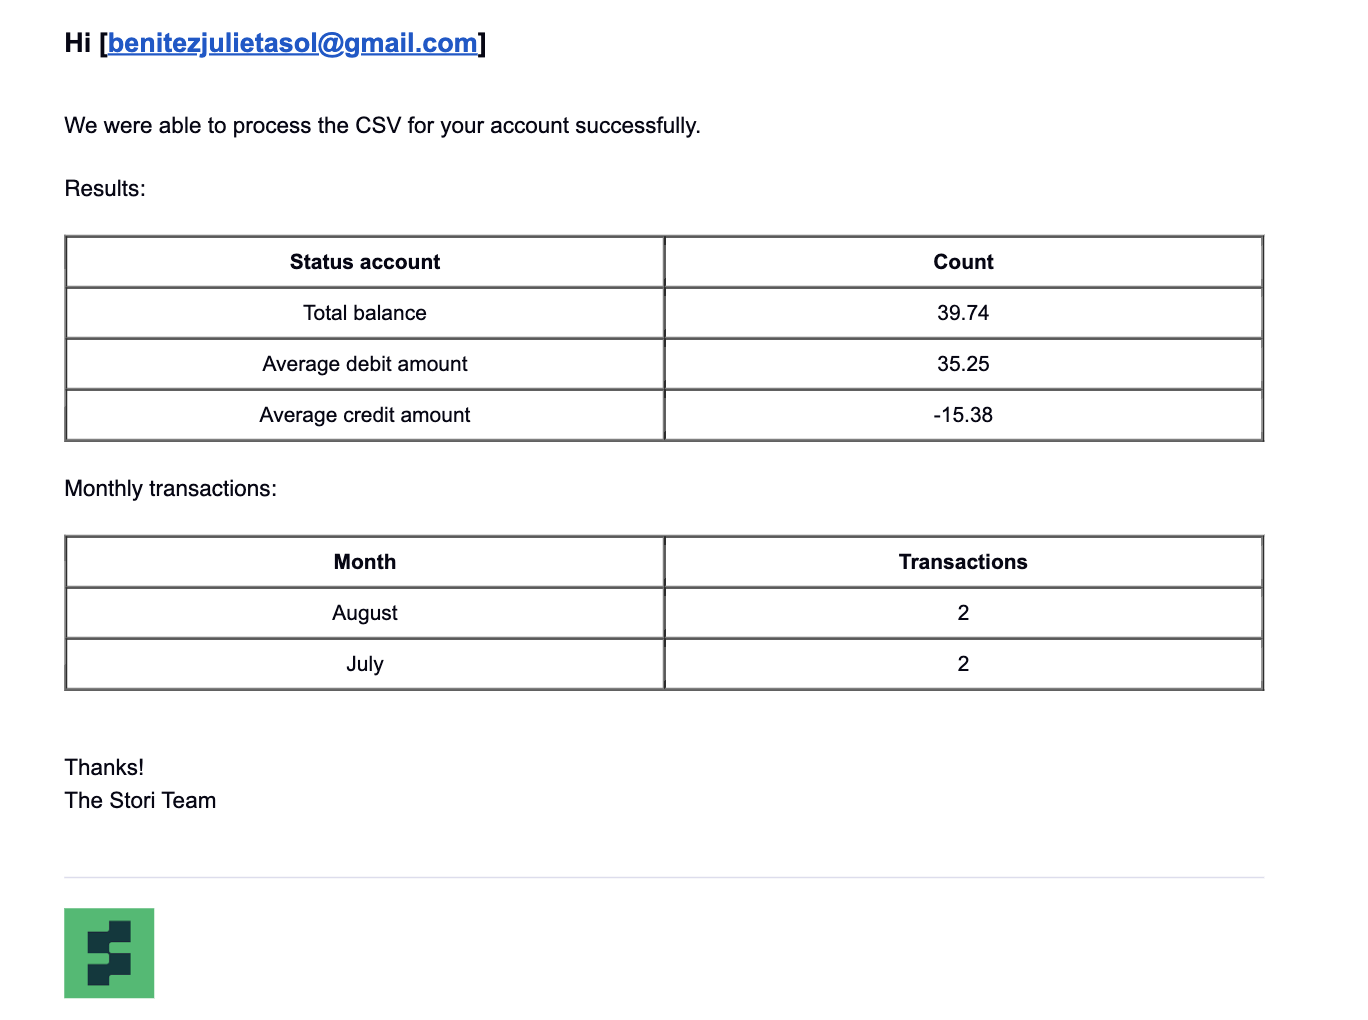 Hi [benitezjulietasol@gmail.com]
We were able to process the CSV for your account successfully.
Results:
Status account Count
Total balance 39.74
Average debit amount 35.25
Average credit amount -15.38
Monthly transactions:
Month Transactions
August 2
July 2
Thanks!
The Stori Team